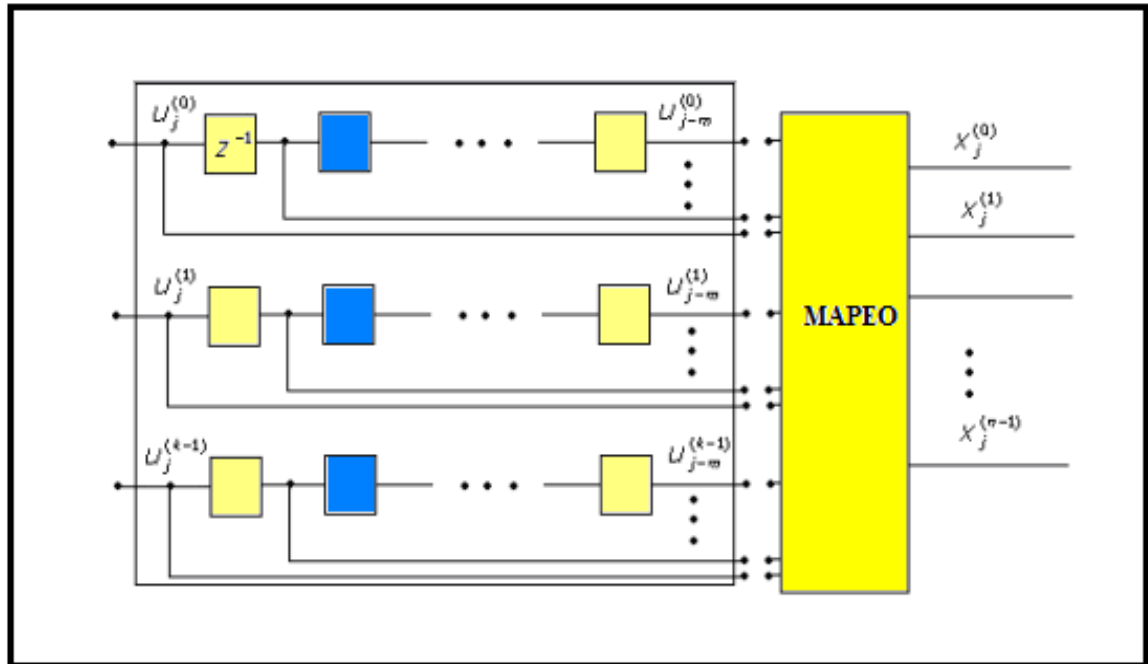 U_j^{(0)}
Z^{-1}
U_{j-m}^{(0)}
X_j^{(0)}
X_j^{(1)}
U_j^{(1)}
U_{j-m}^{(1)}
MAPEO
U_j^{(k-1)}
U_{j-m}^{(k-1)}
X_j^{(n-1)}